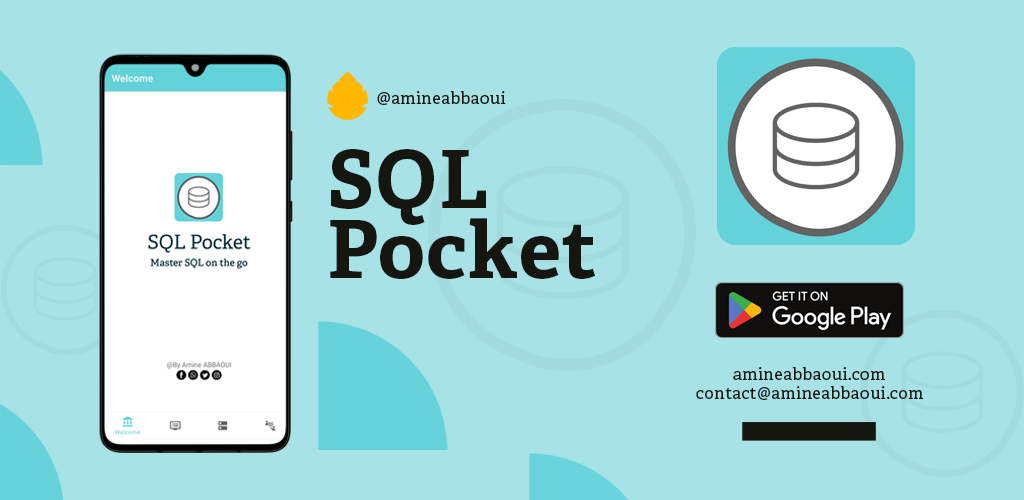 Welcome
SQL Pocket
Master SQL on the go
@By Amine ABBAOUI
Welcome
@amineabbaoui
SQL
Pocket
GET IT ON
Google Play
amineabbaoui.com
contact@amineabbaoui.com